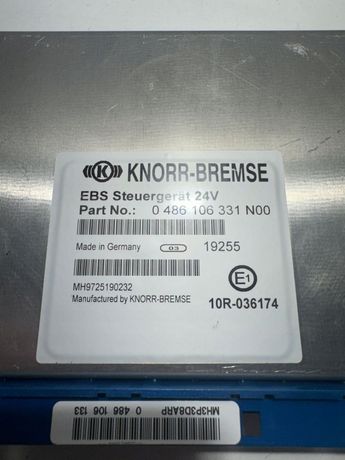 KNORR-BREMSE
EBS Steuergerät 24V
Part No.: 0 486 106 331 N00
Made in Germany 03 19255
MH9725190232
Manufactured by KNORR-BREMSE
E1
10R-036174
MH3P3D8ARP
0 486 106 133